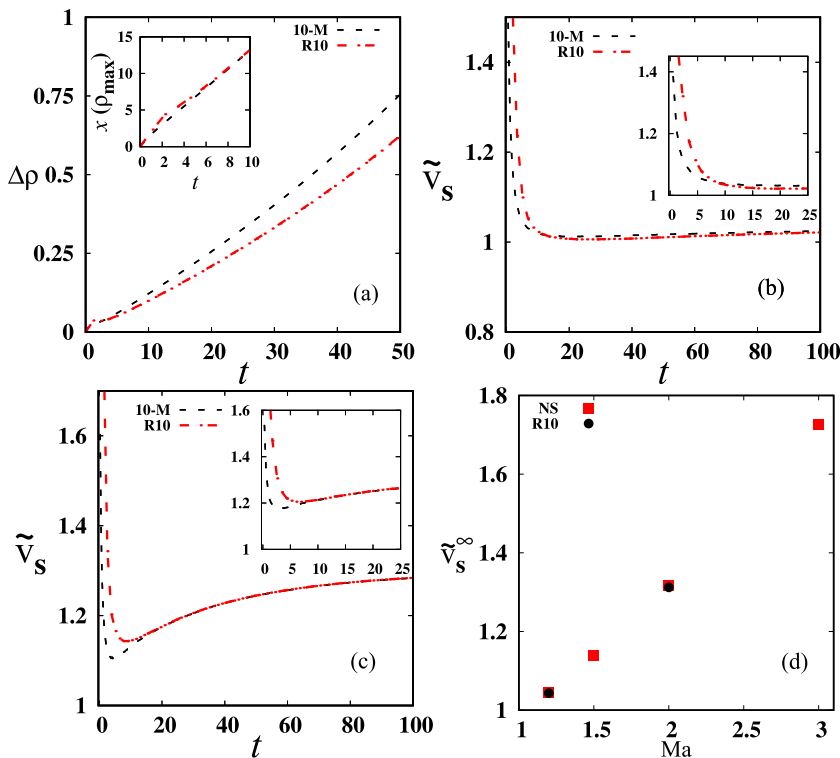 1
0.75
Δρ 0.5
0.25
0
0 10 20 30 40 50
t
10-M
R10
(a)
15
10
5
0
x (ρmax)
0 2 4 6 8 10
t
1.4
1.2
ṽs
1
0.8
0 20 40 60 80 100
t
10-M
R10
(b)
1.4
1.2
1
0 5 10 15 20 25
1.6
1.4
ṽs
1.2
1
0 20 40 60 80 100
t
10-M
R10
(c)
1.6
1.4
1.2
1
0 5 10 15 20 25
1.8
1.6
ṽs∞
1.4
1.2
1
1 1.5 2 2.5 3
Ma
NS
R10
(d)